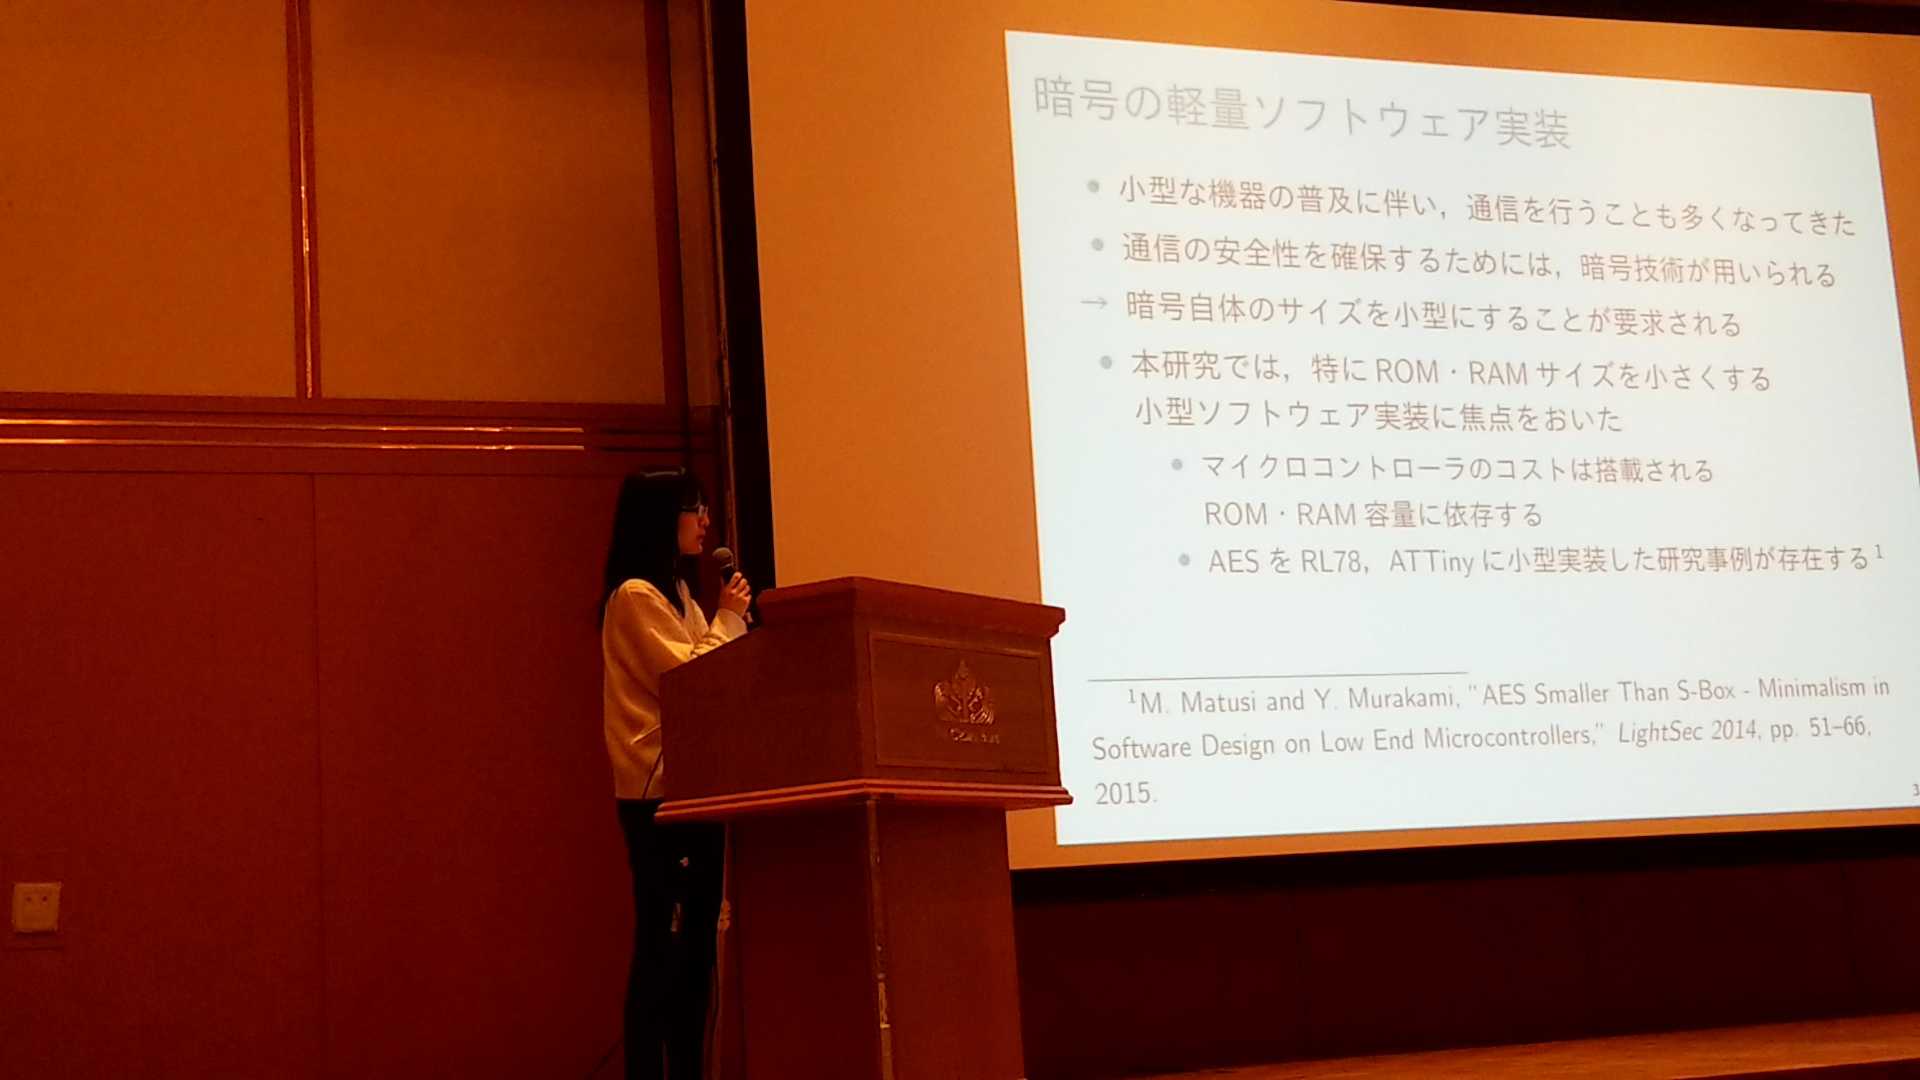 暗号の軽量ソフトウェア実装
• 小型な機器の普及に伴い，通信を行うことも多くなってきた
• 通信の安全性を確保するためには，暗号技術が用いられる
→ 暗号自体のサイズを小型にすることが要求される
• 本研究では，特に ROM・RAM サイズを小さくする
小型ソフトウェア実装に焦点をおいた
• マイクロコントローラのコストは搭載される
ROM・RAM 容量に依存する
• AES を RL78，ATTiny に小型実装した研究事例が存在する¹
¹M. Matusi and Y. Murakami, "AES Smaller Than S-Box - Minimalism in
Software Design on Low End Microcontrollers," LightSec 2014, pp. 51–66,
2015.
3